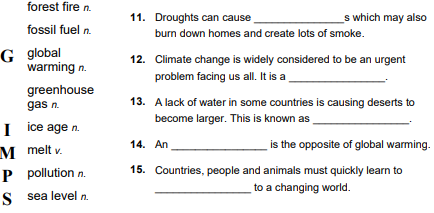 forest fire n.
fossil fuel n.
G global
warming n.
greenhouse
gas n.
I ice age n.
M melt v.
P pollution n.
S sea level n.
11. Droughts can cause _______________s which may also
burn down homes and create lots of smoke.
12. Climate change is widely considered to be an urgent
problem facing us all. It is a ________________.
13. A lack of water in some countries is causing deserts to
become larger. This is known as ________________.
14. An ________________ is the opposite of global warming.
15. Countries, people and animals must quickly learn to
________________ to a changing world.